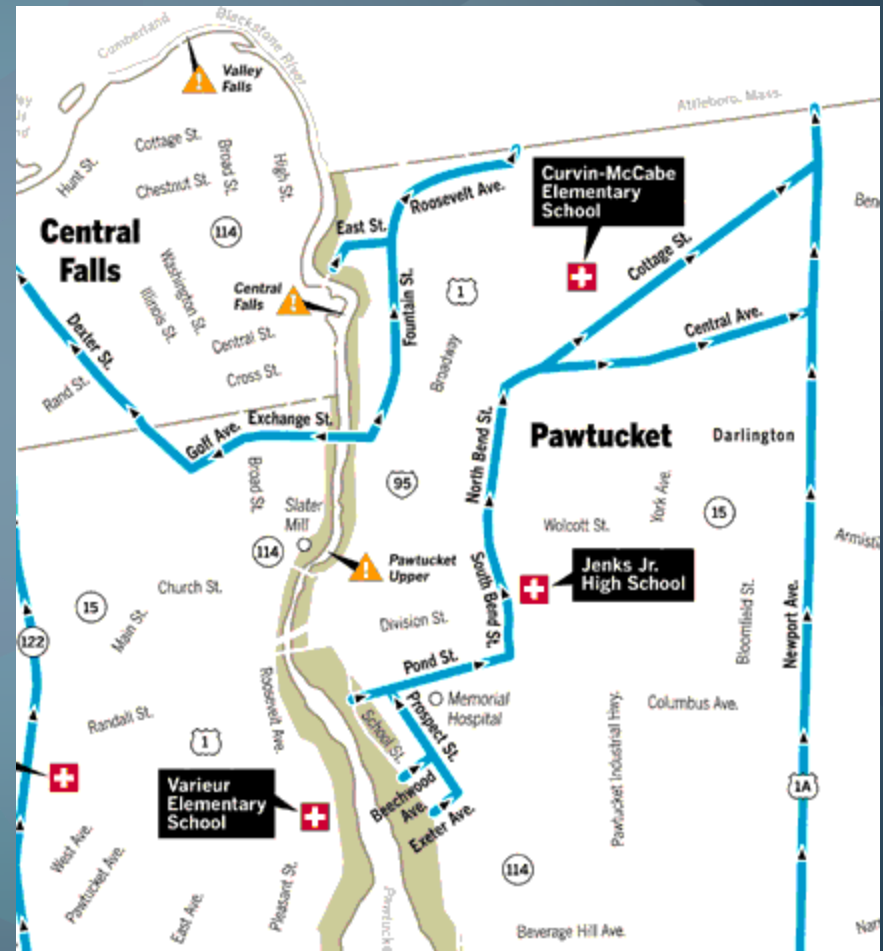 Cumberland
Blackstone River
Valley
Falls
Attleboro, Mass.
Cottage St.
Hunt St.
Broad St.
High St.
Chestnut St.
Roosevelt Ave.
Curvin-McCabe
Elementary
School
East St.
114
Central
Falls
Washington St.
Illinois St.
Central
Falls
1
Fountain St.
Cottage St.
Central Ave.
Dexter St.
Central St.
Broadway
Rand St.
Cross St.
Exchange St.
Goff Ave.
North Bend St.
Pawtucket
Darlington
Broad St.
95
York Ave.
15
Slater
Mill
Wolcott St.
114
Pawtucket
Upper
Jenks Jr.
High School
South Bend St.
Church St.
15
Main St.
122
Division St.
Bloomfield St.
Newport Ave.
Pond St.
Roosevelt Ave.
Memorial
Hospital
Prospect St.
School St.
Columbus Ave.
Pawtucket Industrial Hwy.
Randall St.
1
Varieur
Elementary
School
Beechwood
Ave.
Exeter Ave.
1A
West Ave.
Pawtucket Ave.
East Ave.
Pleasant St.
114
Beverage Hill Ave.